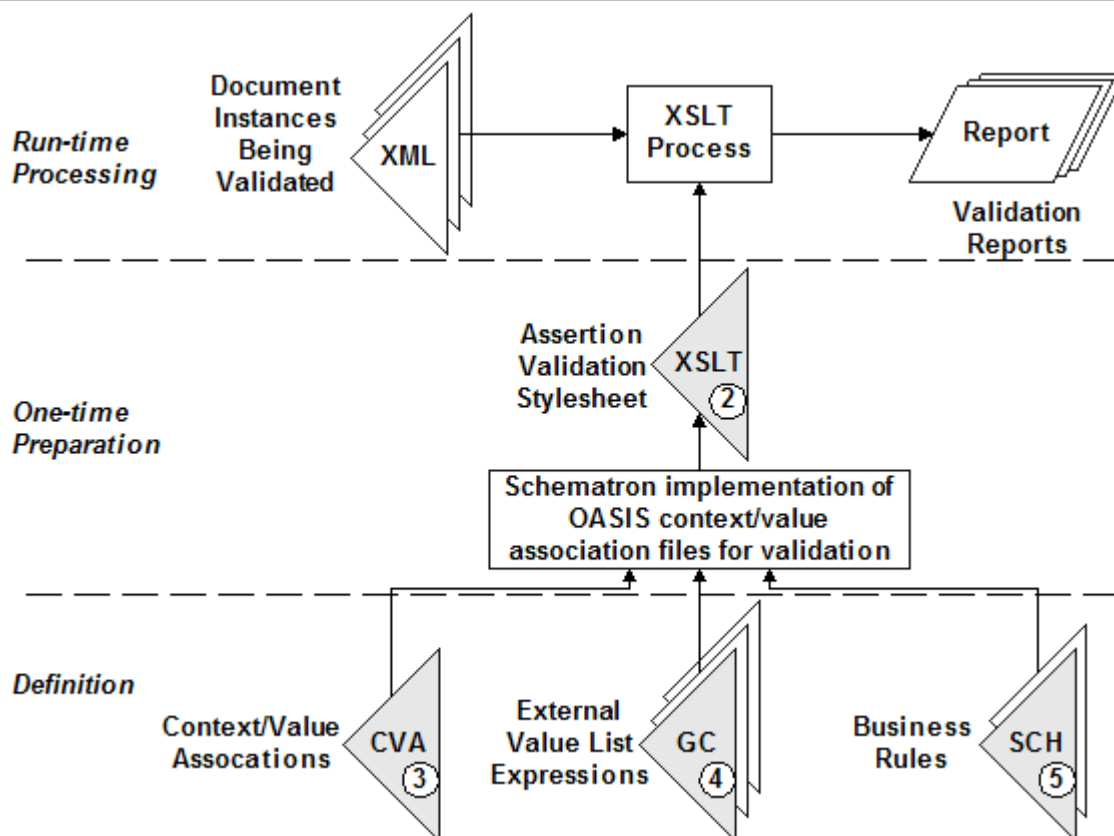 Run-time
Processing
Document
Instances
Being
Validated
XML
XSLT
Process
Report
Validation
Reports
One-time
Preparation
Assertion
Validation
Stylesheet
XSLT
2
Schematron implementation of
OASIS context/value
association files for validation
Definition
Context/Value
Assocations
CVA
3
External
Value List
Expressions
GC
4
Business
Rules
SCH
5